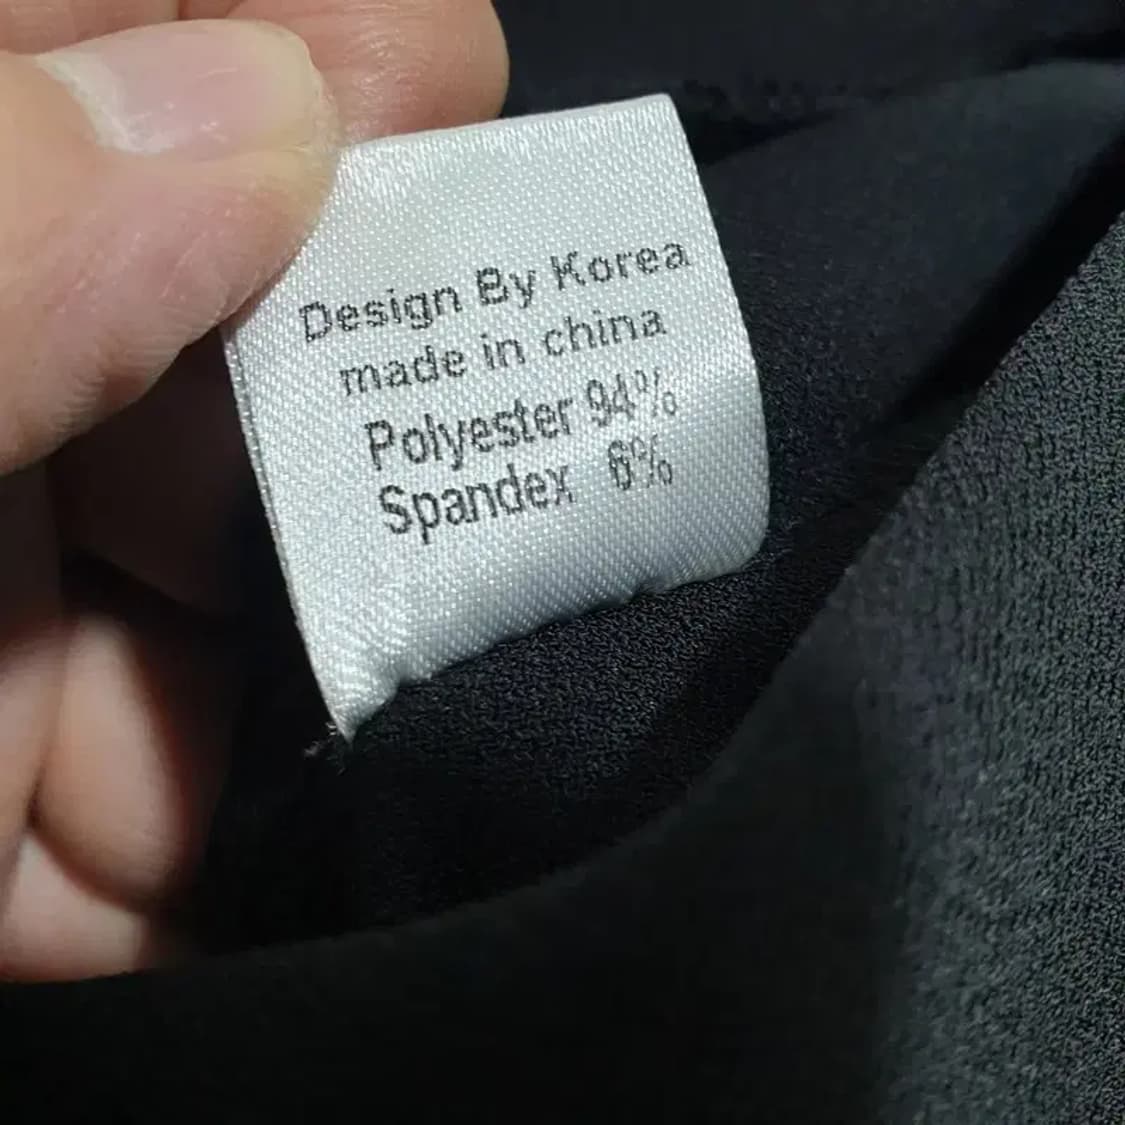 Design By Korea
made in china
Polyester 94%
Spandex 6%